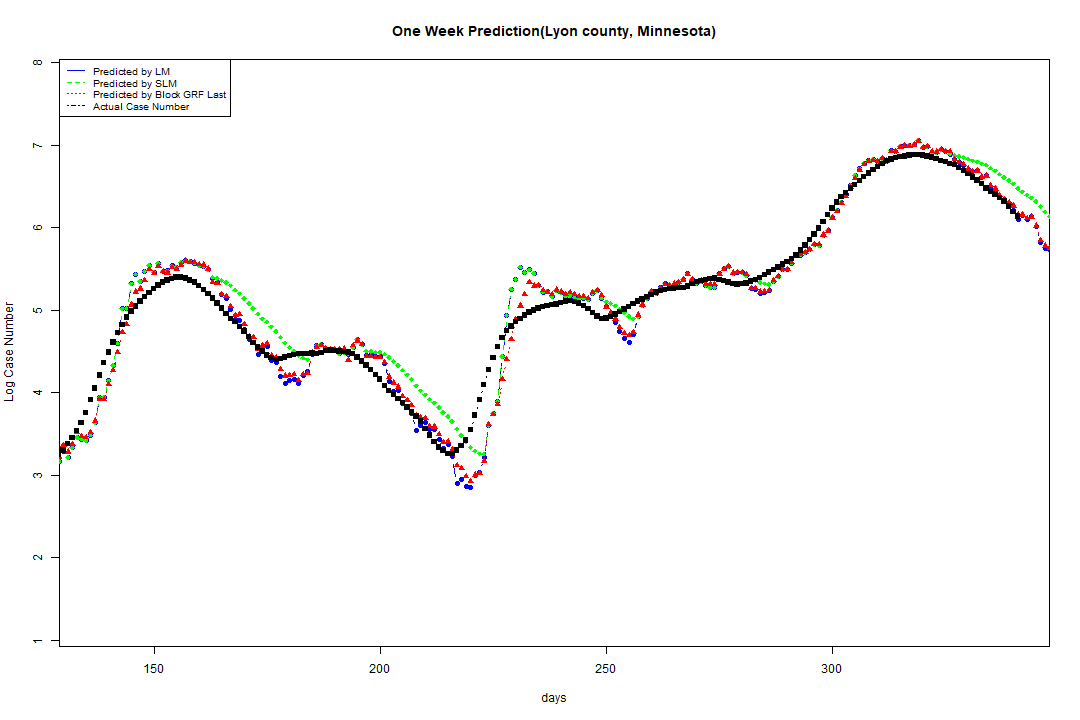 One Week Prediction(Lyon county, Minnesota)
Predicted by LM
Predicted by SLM
Predicted by Block GRF Last
Actual Case Number
8
7
6
5
4
3
2
1
Log Case Number
150 200 250 300
days